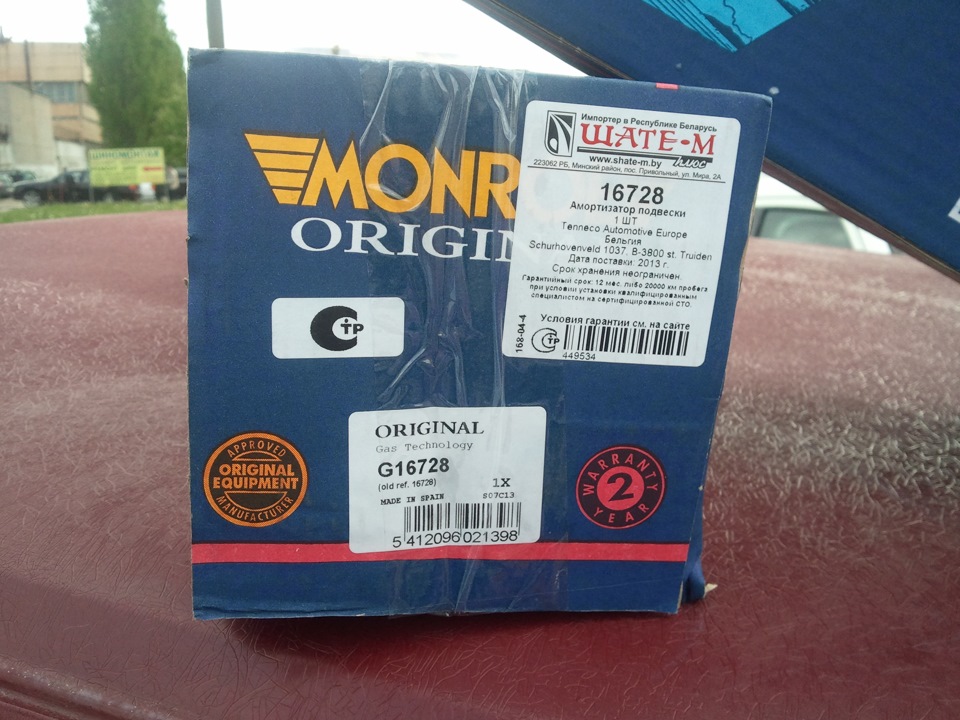 MONR
ORIGIN
Импортер в Республике Беларусь
ШАТЕ-М
плюс
www.shate-m.by
223062 РБ, Минский район, пос. Привольный, ул. Мира, 2А
16728
Амортизатор подвески
1 ШТ
Tenneco Automotive Europe
Бельгия
Schurhovenveld 1037, B-3800 st. Truiden
Дата поставки: 2013 г.
Срок хранения неограничен.
Гарантийный срок: 12 мес. либо 20000 км пробега
при условии установки квалифицированным
специалистом на сертифицированной СТО.
Условия гарантии см. на сайте
168-04-4
СТР
449534
СТР
ORIGINAL
Gas Technology
G16728
(old ref. 16728)
1X
MADE IN SPAIN
S07C13
5 412096 021398
APPROVED
ORIGINAL
EQUIPMENT
MANUFACTURER
WARRANTY
2
YEAR
ШИНОМОНТАЖ